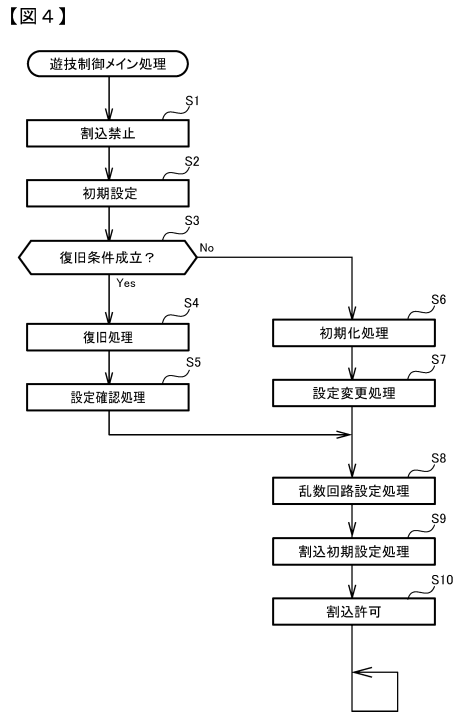 【図４】
遊技制御メイン処理
S1
割込禁止
S2
初期設定
S3
復旧条件成立？
No
Yes
S4
復旧処理
S5
設定確認処理
S6
初期化処理
S7
設定変更処理
S8
乱数回路設定処理
S9
割込初期設定処理
S10
割込許可